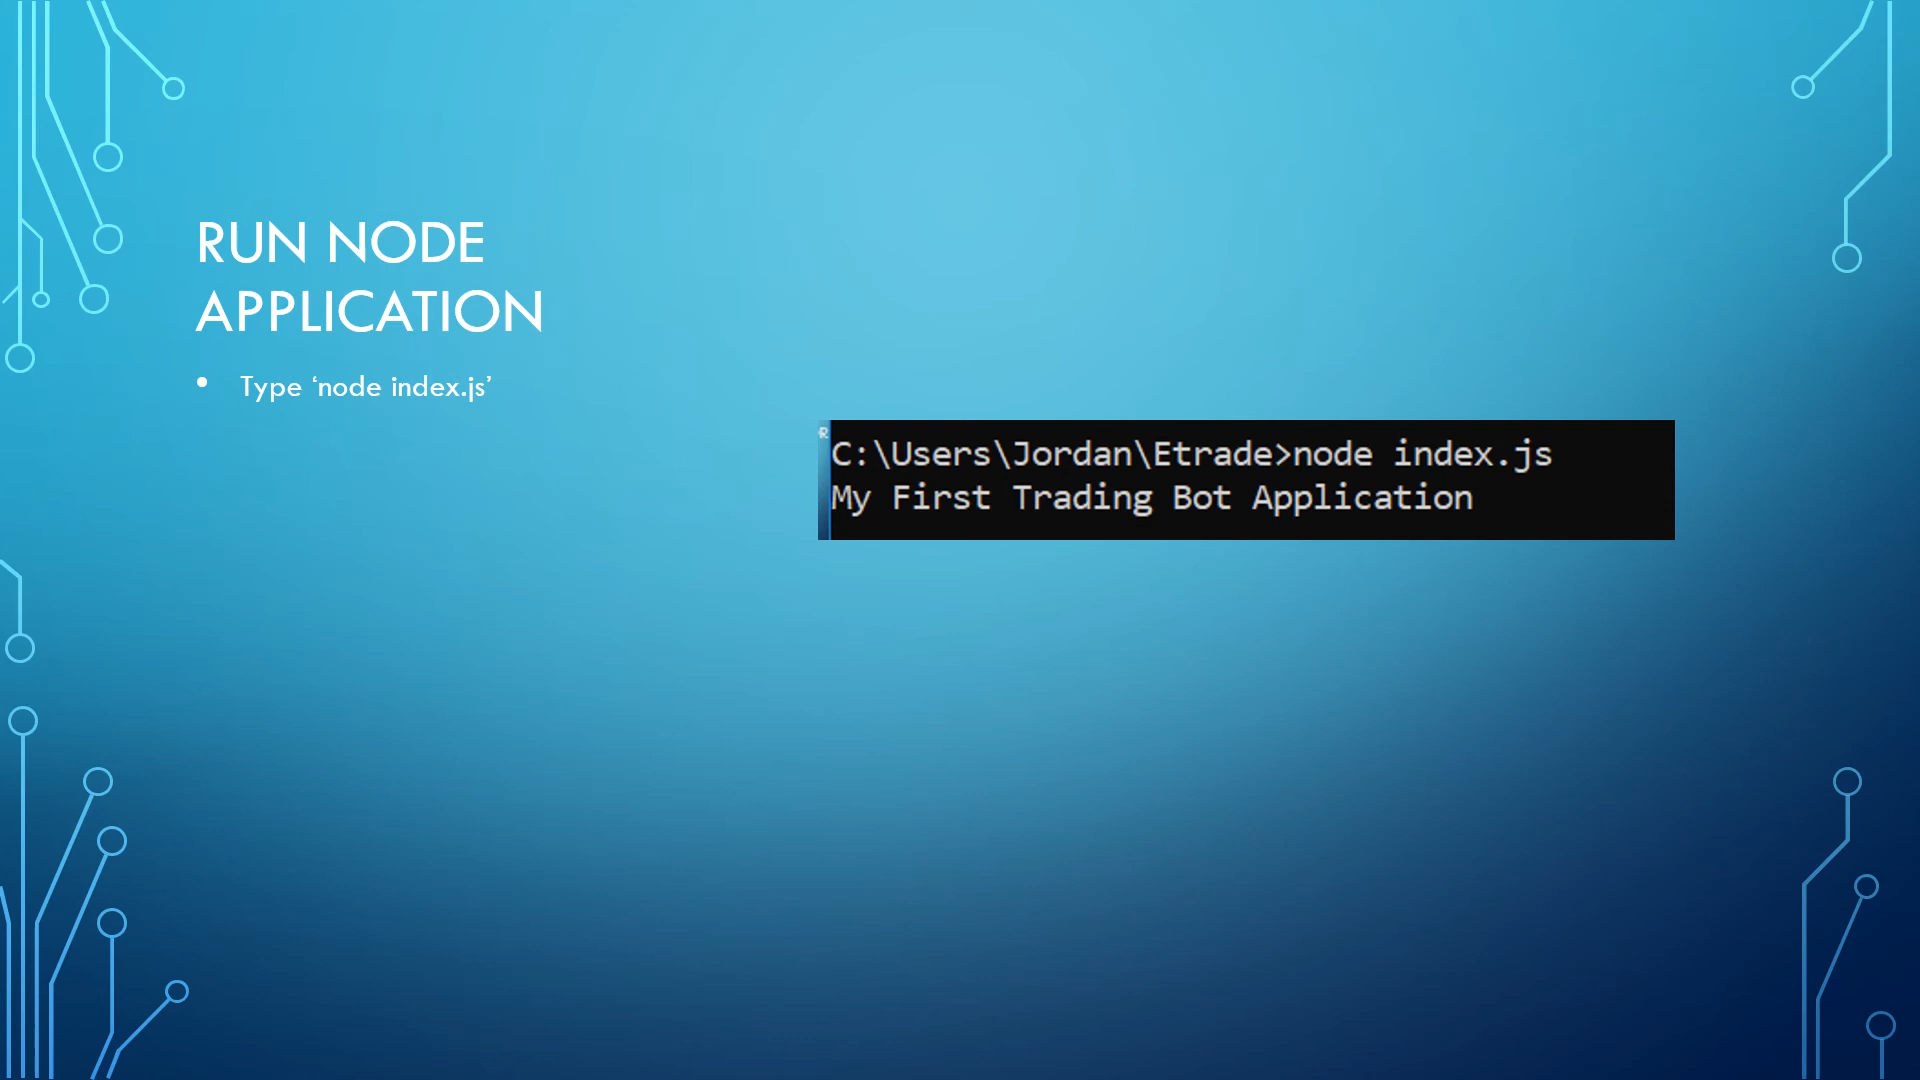 RUN NODE
APPLICATION
• Type ‘node index.js’
R
C:\Users\Jordan\Etrade>node index.js
My First Trading Bot Application